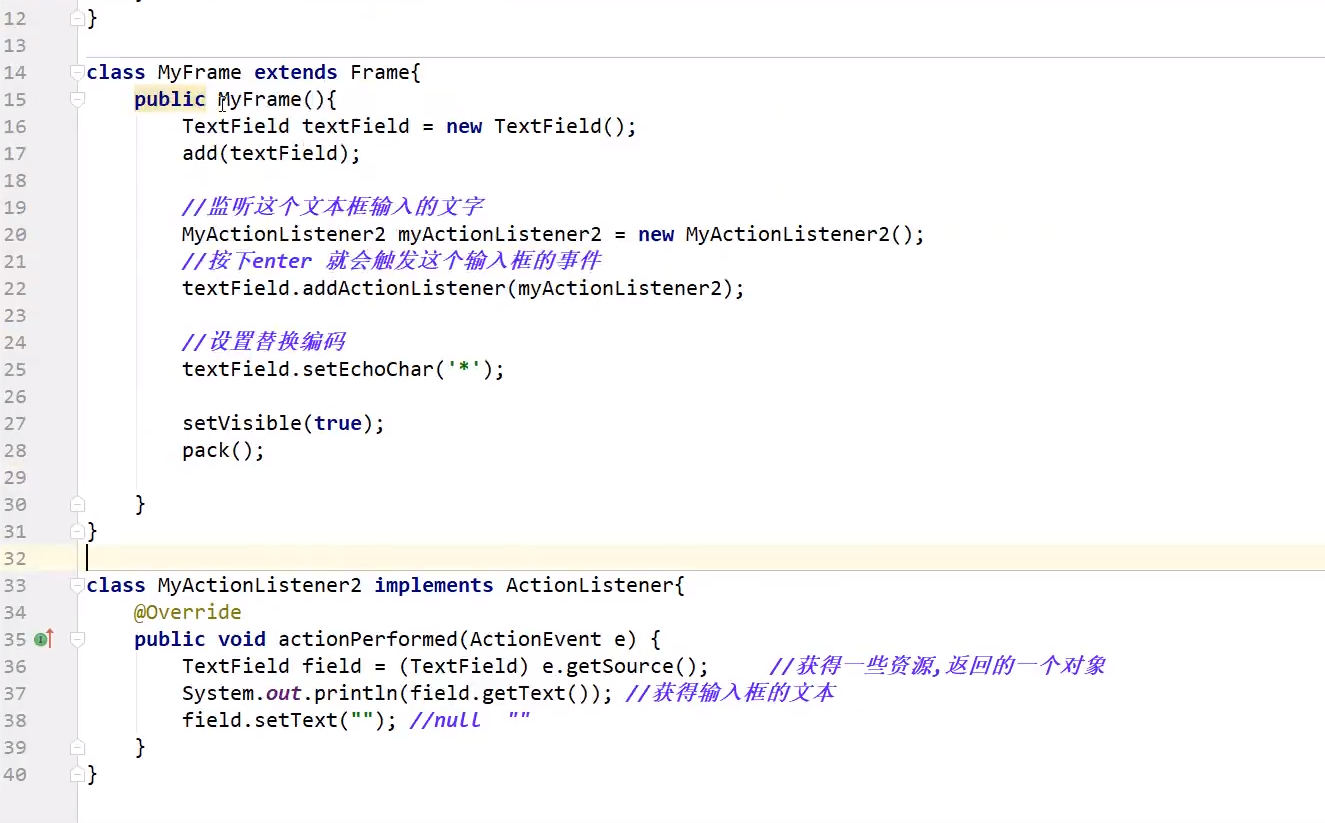 12 }
13
14 class MyFrame extends Frame{
15 public MyFrame(){
16 TextField textField = new TextField();
17 add(textField);
18
19 //监听这个文本框输入的文字
20 MyActionListener2 myActionListener2 = new MyActionListener2();
21 //按下enter 就会触发这个输入框的事件
22 textField.addActionListener(myActionListener2);
23
24 //设置替换编码
25 textField.setEchoChar('*');
26
27 setVisible(true);
28 pack();
29
30 }
31 }
32
33 class MyActionListener2 implements ActionListener{
34 @Override
35 public void actionPerformed(ActionEvent e) {
36 TextField field = (TextField) e.getSource(); //获得一些资源,返回的一个对象
37 System.out.println(field.getText()); //获得输入框的文本
38 field.setText(""); //null ""
39 }
40 }